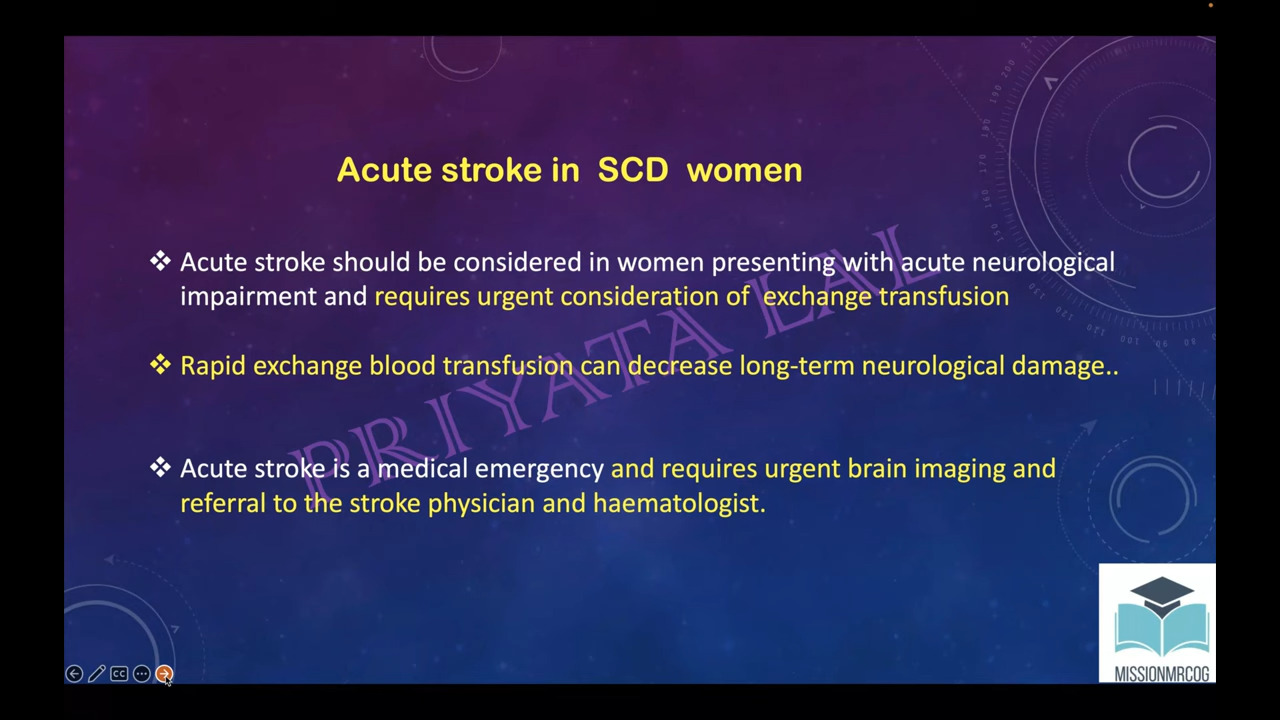 Acute stroke in SCD women
❖ Acute stroke should be considered in women presenting with acute neurological
impairment and requires urgent consideration of exchange transfusion
❖ Rapid exchange blood transfusion can decrease long-term neurological damage..
❖ Acute stroke is a medical emergency and requires urgent brain imaging and
referral to the stroke physician and haematologist.
PRIYATA LAL
MISSIONMRCOG
CC